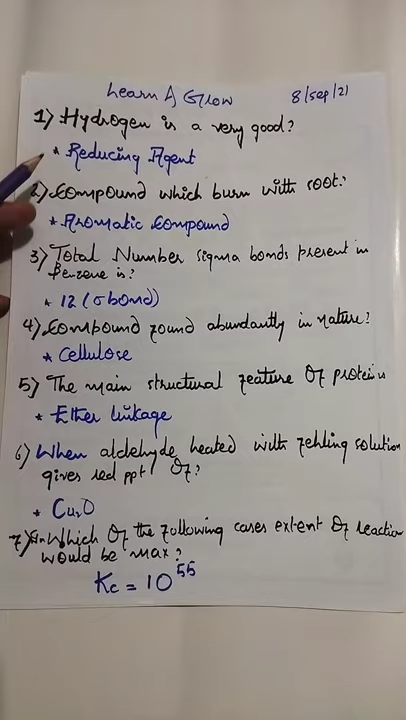 Learn & Glow 8/sep/21
1) Hydrogen is a very good?
* Reducing Agent
2) Compound which burn with soot?
* Aromatic Compound
3) Total Number sigma bonds present in
Benzene is?
* 12 (σ bond)
4) Compound found abundantly in nature?
* Cellulose
5) The main structural feature Of protein is
* Ether linkage
6) When aldehyde heated with fehling solution
gives red ppt Of?
* Cu₂O
7) In Which Of the following cases extent Of reaction
would be max?
Kc = 10⁵⁵